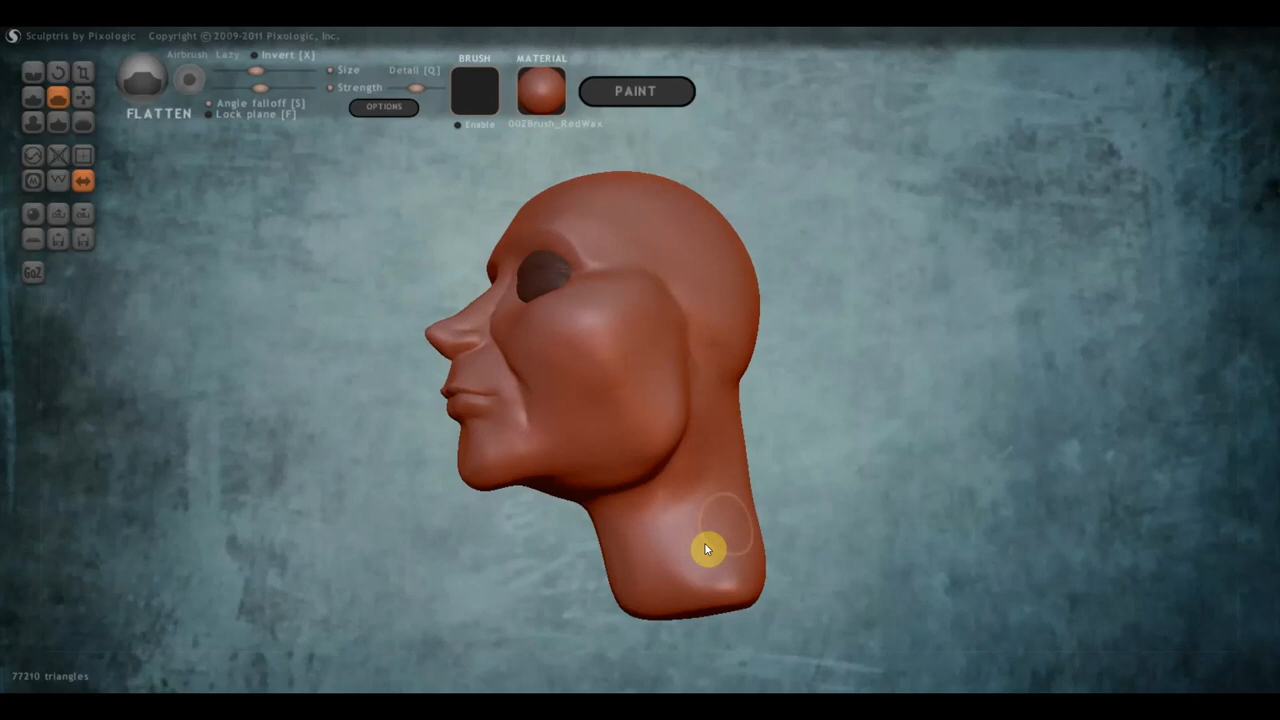 Sculptris by Pixologic Copyright © 2009-2011 Pixologic, Inc.
Airbrush Lazy Invert [X]
BRUSH MATERIAL
Size Detail [Q]
Strength
PAINT
Angle falloff [S]
OPTIONS
FLATTEN
Lock plane [F]
Enable 00ZBrush_RedWax
GoZ
77210 triangles